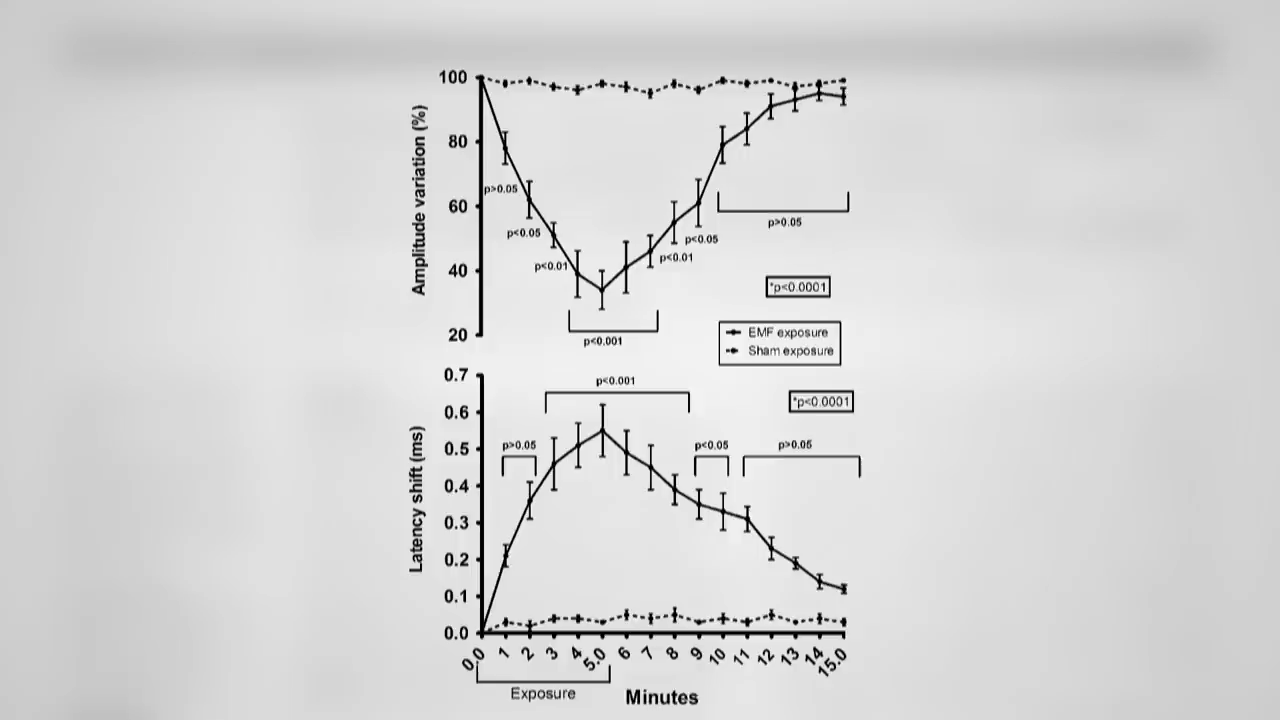 100
80
60
40
20
Amplitude variation (%)
p>0.05
p<0.05
p<0.01
p<0.001
p<0.01
p<0.05
p>0.05
*p<0.0001
EMF exposure
Sham exposure
0.7
0.6
0.5
0.4
0.3
0.2
0.1
0.0
Latency shift (ms)
p>0.05
p<0.001
p<0.05
p>0.05
*p<0.0001
0.0 1 2 3 4 5.0 6 7 8 9 10 11 12 13 14 15.0
Exposure
Minutes